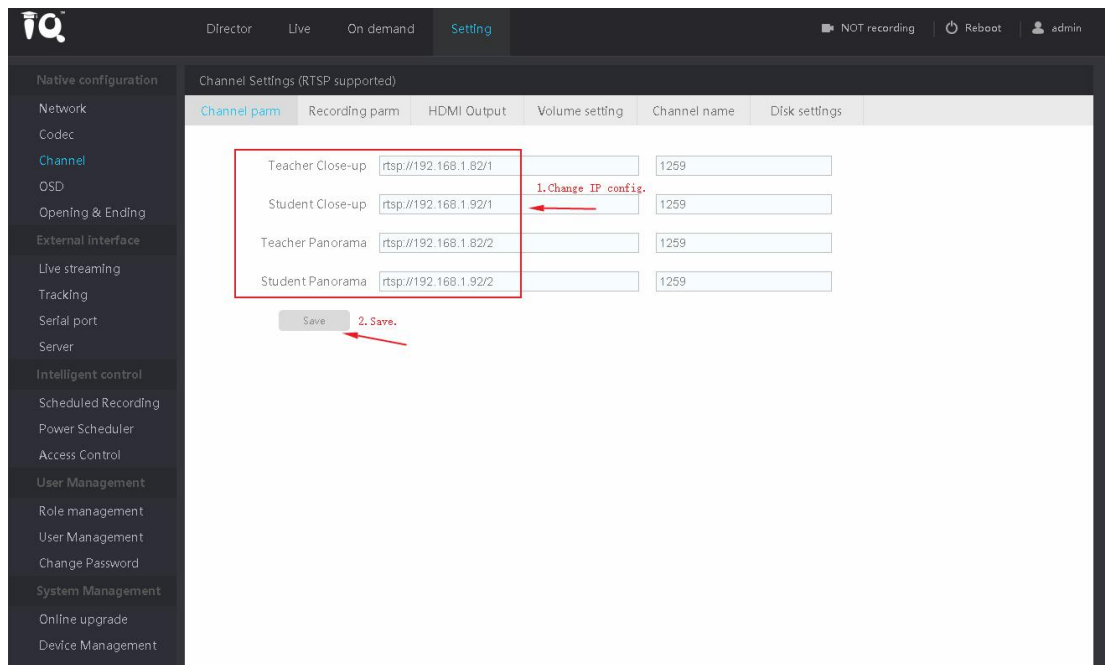 IQ
Director Live On demand Setting NOT recording Reboot admin
Native configuration
Network
Codec
Channel
OSD
Opening & Ending
External interface
Live streaming
Tracking
Serial port
Server
Intelligent control
Scheduled Recording
Power Scheduler
Access Control
User Management
Role management
User Management
Change Password
System Management
Online upgrade
Device Management
Channel Settings (RTSP supported)
Channel parm Recording parm HDMI Output Volume setting Channel name Disk settings
Teacher Close-up rtsp://192.168.1.82/1 1259
1.Change IP config.
Student Close-up rtsp://192.168.1.92/1 1259
Teacher Panorama rtsp://192.168.1.82/2 1259
Student Panorama rtsp://192.168.1.92/2 1259
Save 2.Save.